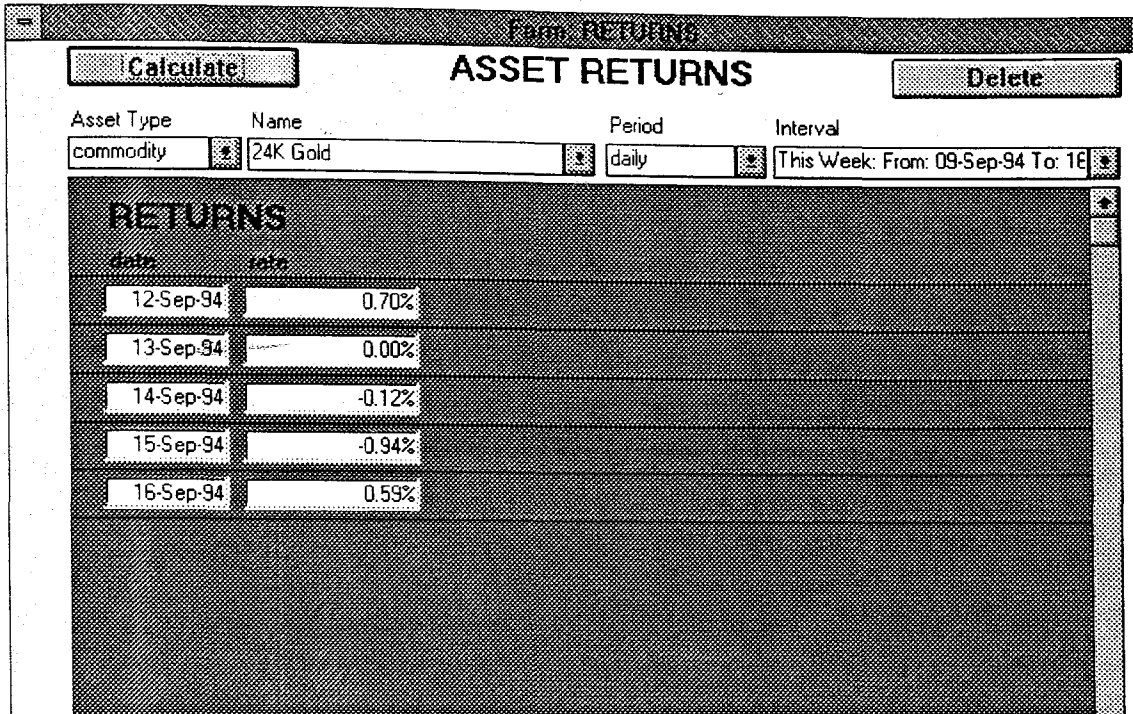 Form: RETURNS
Calculate ASSET RETURNS Delete
Asset Type Name Period Interval
commodity 24K Gold daily This Week: From: 09-Sep-94 To: 16
RETURNS
date rate
12-Sep-94 0.70%
13-Sep-94 0.00%
14-Sep-94 -0.12%
15-Sep-94 -0.94%
16-Sep-94 0.59%